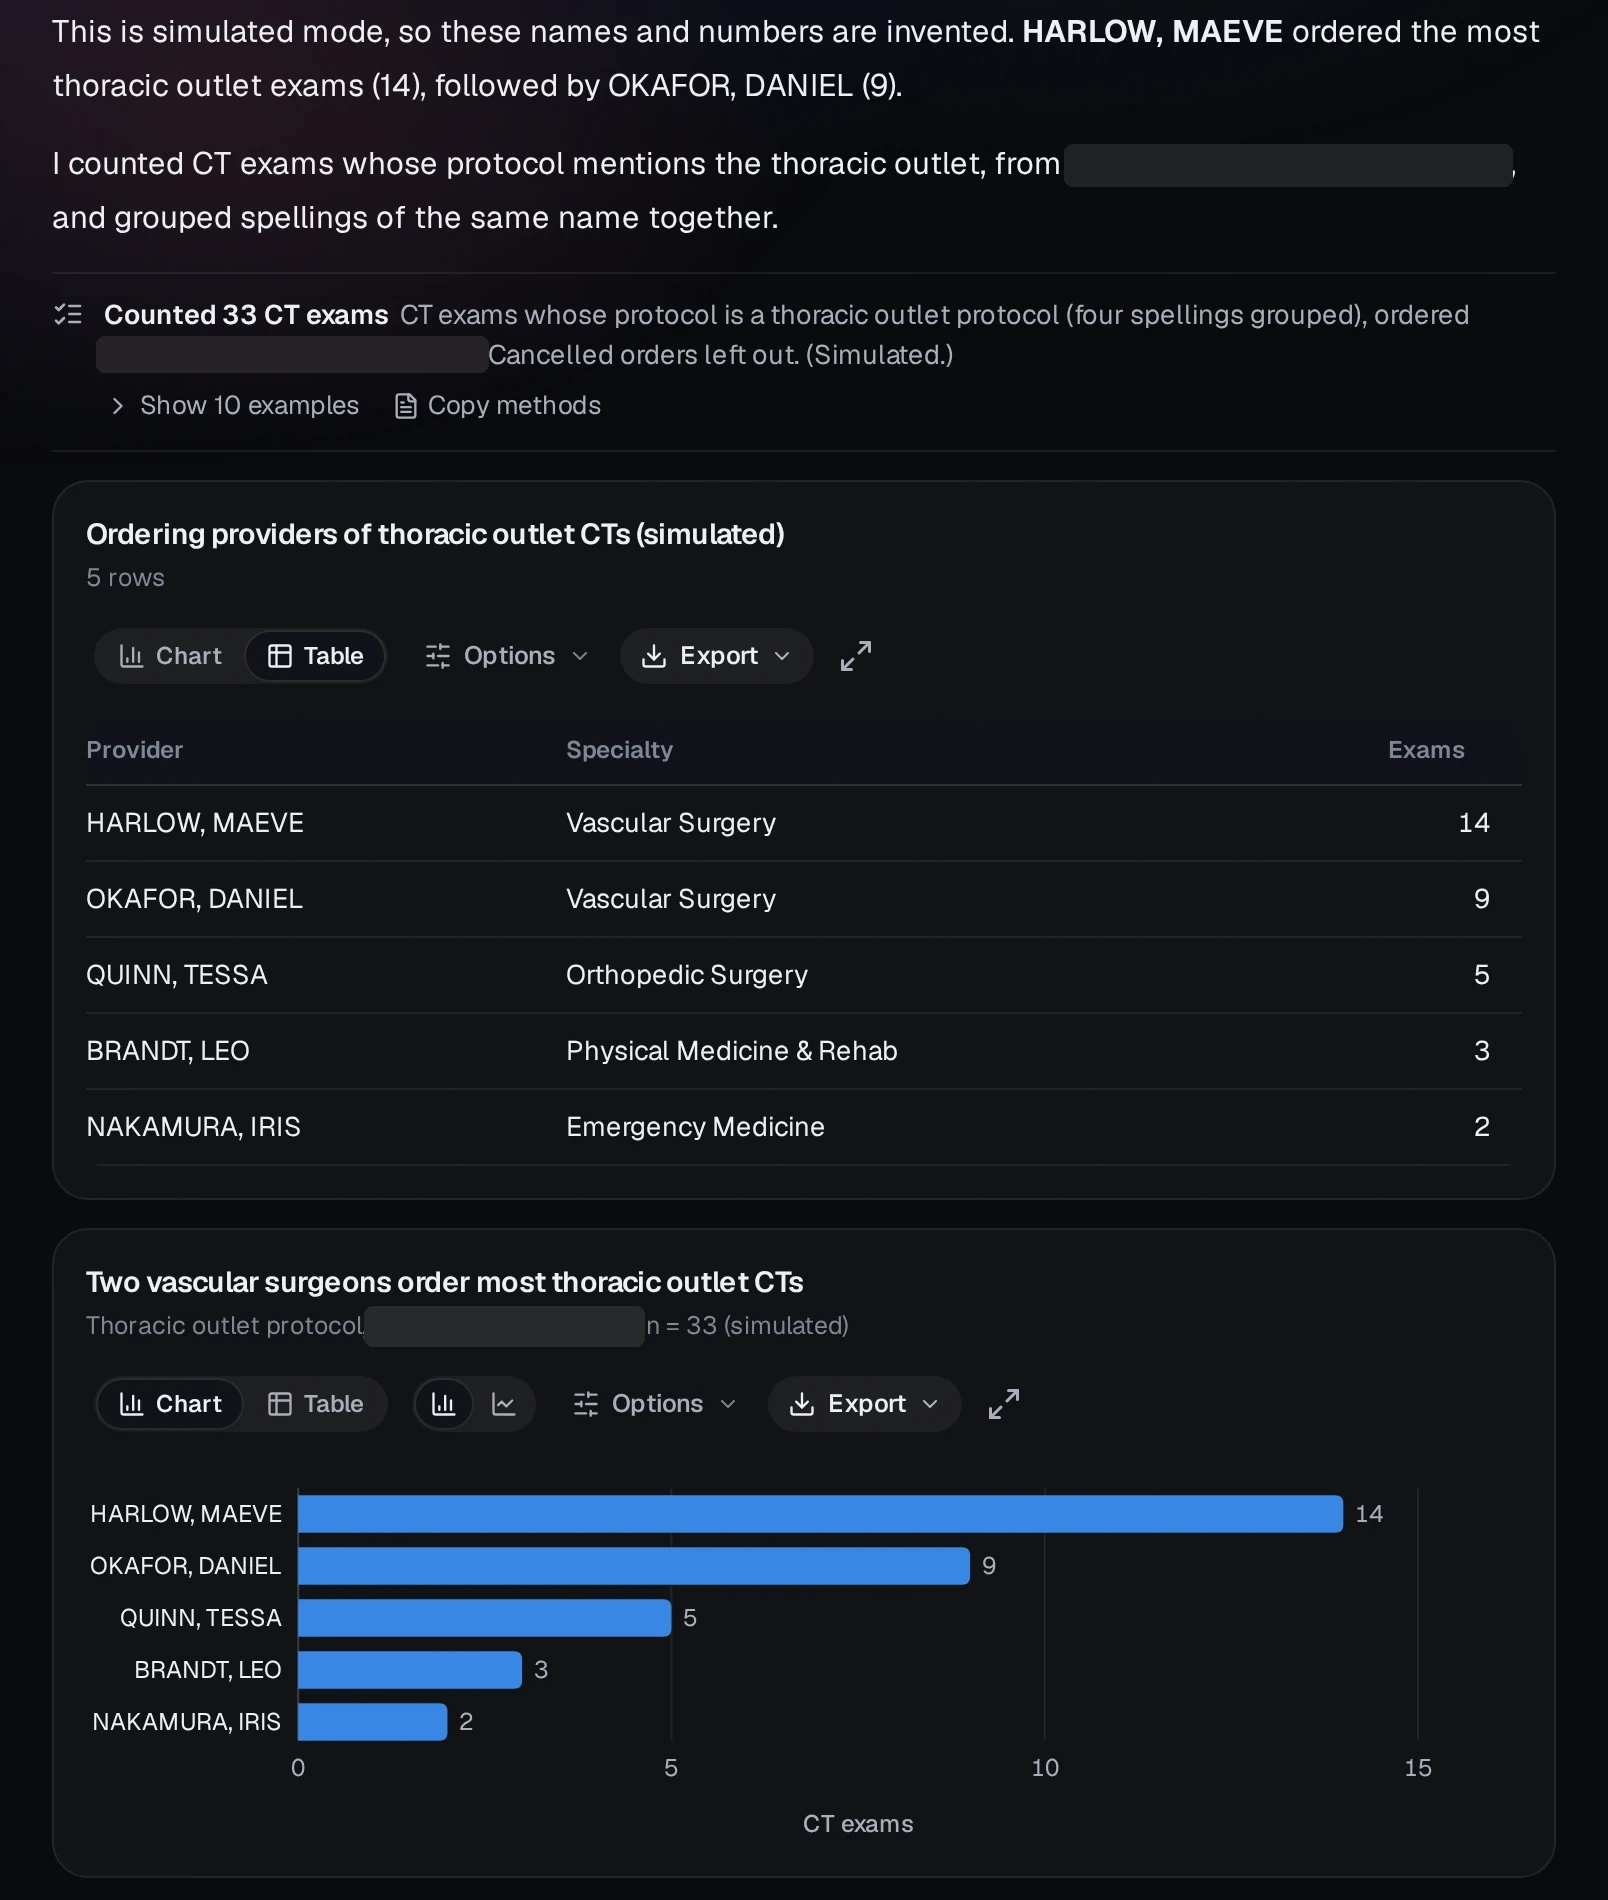 This is simulated mode, so these names and numbers are invented. HARLOW, MAEVE ordered the most
thoracic outlet exams (14), followed by OKAFOR, DANIEL (9).
I counted CT exams whose protocol mentions the thoracic outlet, from ,
and grouped spellings of the same name together.
Counted 33 CT exams CT exams whose protocol is a thoracic outlet protocol (four spellings grouped), ordered
Cancelled orders left out. (Simulated.)
Show 10 examples Copy methods
Ordering providers of thoracic outlet CTs (simulated)
5 rows
Chart Table Options Export
Provider Specialty Exams
HARLOW, MAEVE Vascular Surgery 14
OKAFOR, DANIEL Vascular Surgery 9
QUINN, TESSA Orthopedic Surgery 5
BRANDT, LEO Physical Medicine & Rehab 3
NAKAMURA, IRIS Emergency Medicine 2
Two vascular surgeons order most thoracic outlet CTs
Thoracic outlet protocol n = 33 (simulated)
Chart Table Options Export
HARLOW, MAEVE 14
OKAFOR, DANIEL 9
QUINN, TESSA 5
BRANDT, LEO 3
NAKAMURA, IRIS 2
0 5 10 15
CT exams